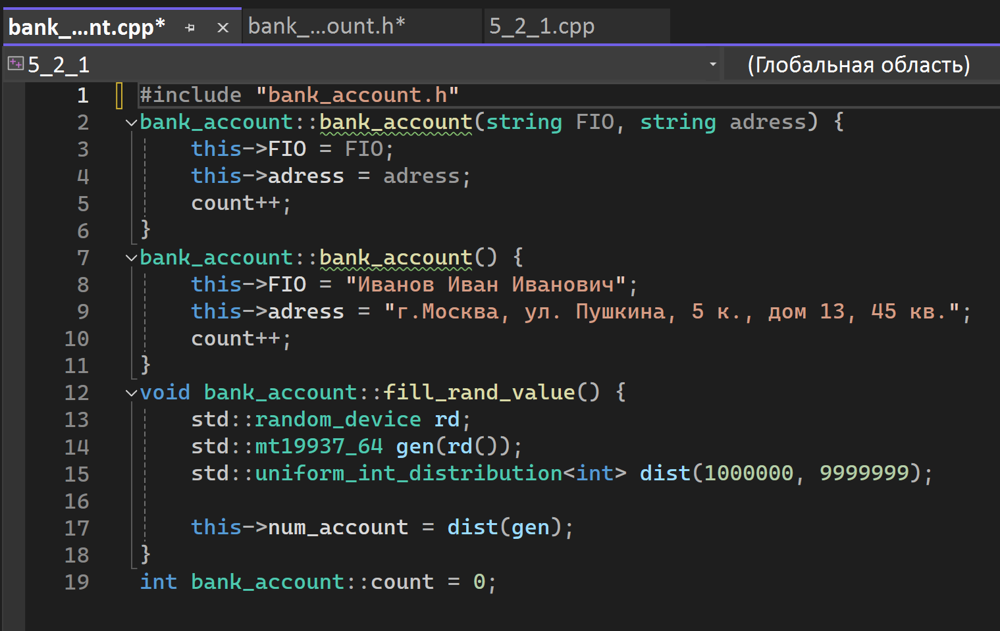 bank_...nt.cpp* bank_...ount.h* 5_2_1.cpp
5_2_1 (Глобальная область)
1 #include "bank_account.h"
2 bank_account::bank_account(string FIO, string adress) {
3 this->FIO = FIO;
4 this->adress = adress;
5 count++;
6 }
7 bank_account::bank_account() {
8 this->FIO = "Иванов Иван Иванович";
9 this->adress = "г.Москва, ул. Пушкина, 5 к., дом 13, 45 кв.";
10 count++;
11 }
12 void bank_account::fill_rand_value() {
13 std::random_device rd;
14 std::mt19937_64 gen(rd());
15 std::uniform_int_distribution<int> dist(1000000, 9999999);
16
17 this->num_account = dist(gen);
18 }
19 int bank_account::count = 0;